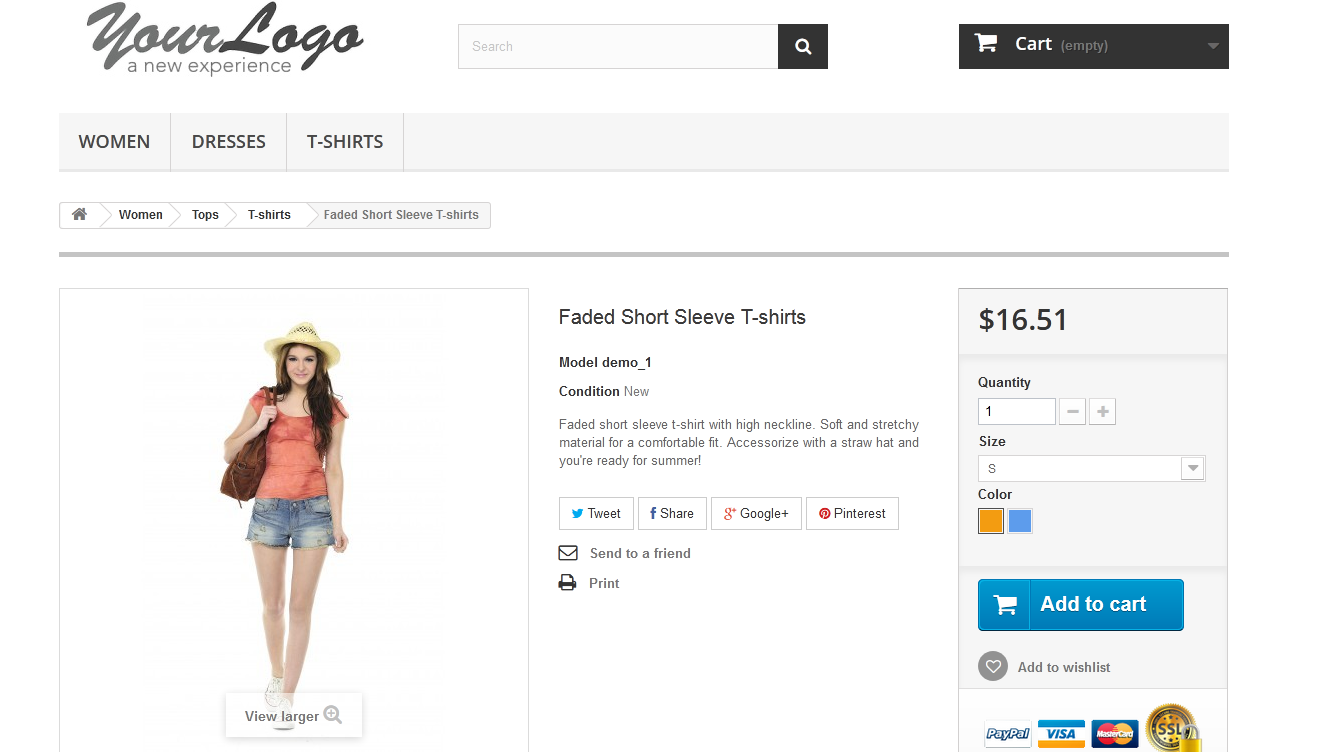 YourLogo
a new experience
Search
Cart (empty)
WOMEN
DRESSES
T-SHIRTS
Women
Tops
T-shirts
Faded Short Sleeve T-shirts
View larger
Faded Short Sleeve T-shirts
Model demo_1
Condition New
Faded short sleeve t-shirt with high neckline. Soft and stretchy
material for a comfortable fit. Accessorize with a straw hat and
you're ready for summer!
Tweet
Share
Google+
Pinterest
Send to a friend
Print
$16.51
Quantity
1
Size
S
Color
Add to cart
Add to wishlist
PayPal
VISA
MasterCard
SSL